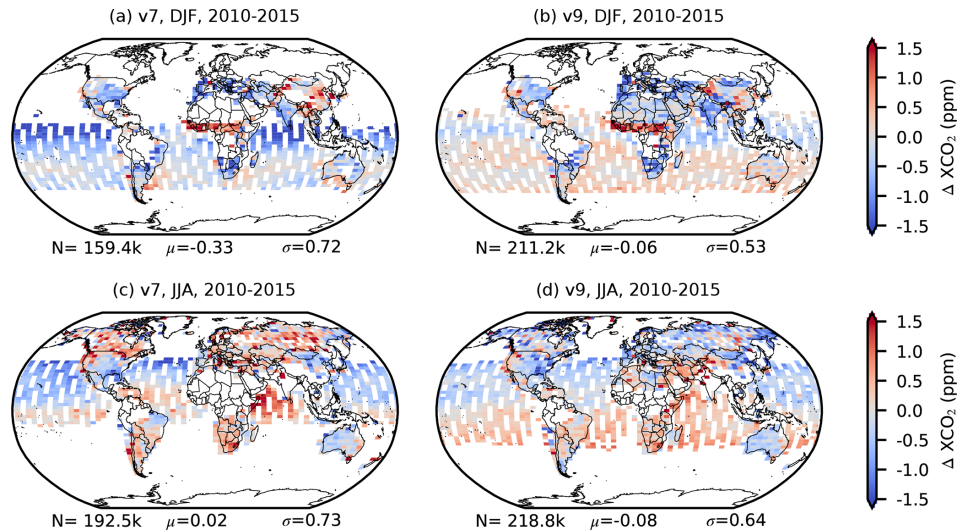 (a) v7, DJF, 2010-2015
(b) v9, DJF, 2010-2015
1.5
1.0
0.5
0.0
-0.5
-1.0
-1.5
Δ XCO₂ (ppm)
N= 159.4k μ=-0.33 σ=0.72
N= 211.2k μ=-0.06 σ=0.53
(c) v7, JJA, 2010-2015
(d) v9, JJA, 2010-2015
1.5
1.0
0.5
0.0
-0.5
-1.0
-1.5
Δ XCO₂ (ppm)
N= 192.5k μ=0.02 σ=0.73
N= 218.8k μ=-0.08 σ=0.64